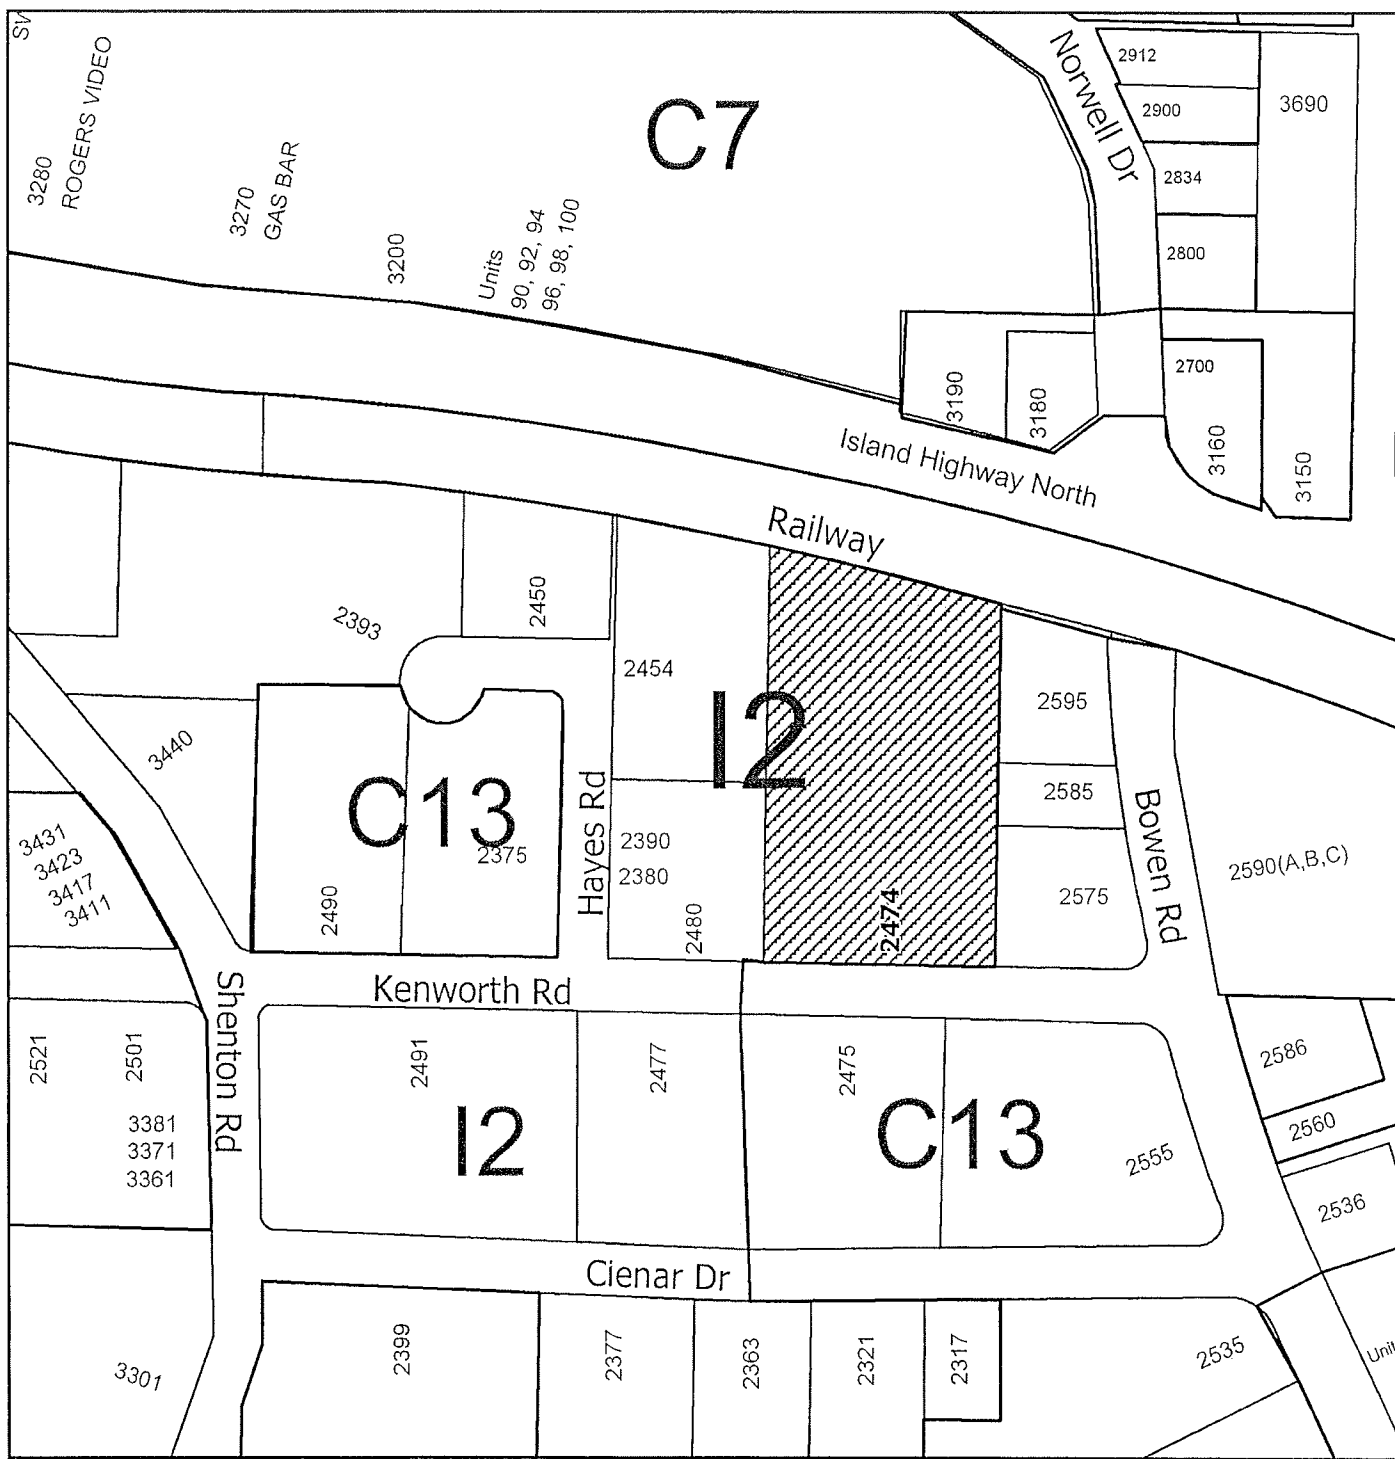 SV
3280
ROGERS VIDEO
3270
GAS BAR
3200
Units
90, 92, 94
96, 98, 100
C7
Norwell Dr
2912
2900
2834
2800
3690
3190
3180
2700
3160
3150
Island Highway North
Railway
2393
2450
2454
I2
2595
2585
2575
Bowen Rd
2590(A,B,C)
3440
C13
2375
2490
Hayes Rd
2390
2380
2480
2474
3431
3423
3417
3411
Kenworth Rd
Shenton Rd
2521
2501
3381
3371
3361
2491
I2
2477
2475
C13
2555
2586
2560
2536
Cienar Dr
3301
2399
2377
2363
2321
2317
2535
Unit